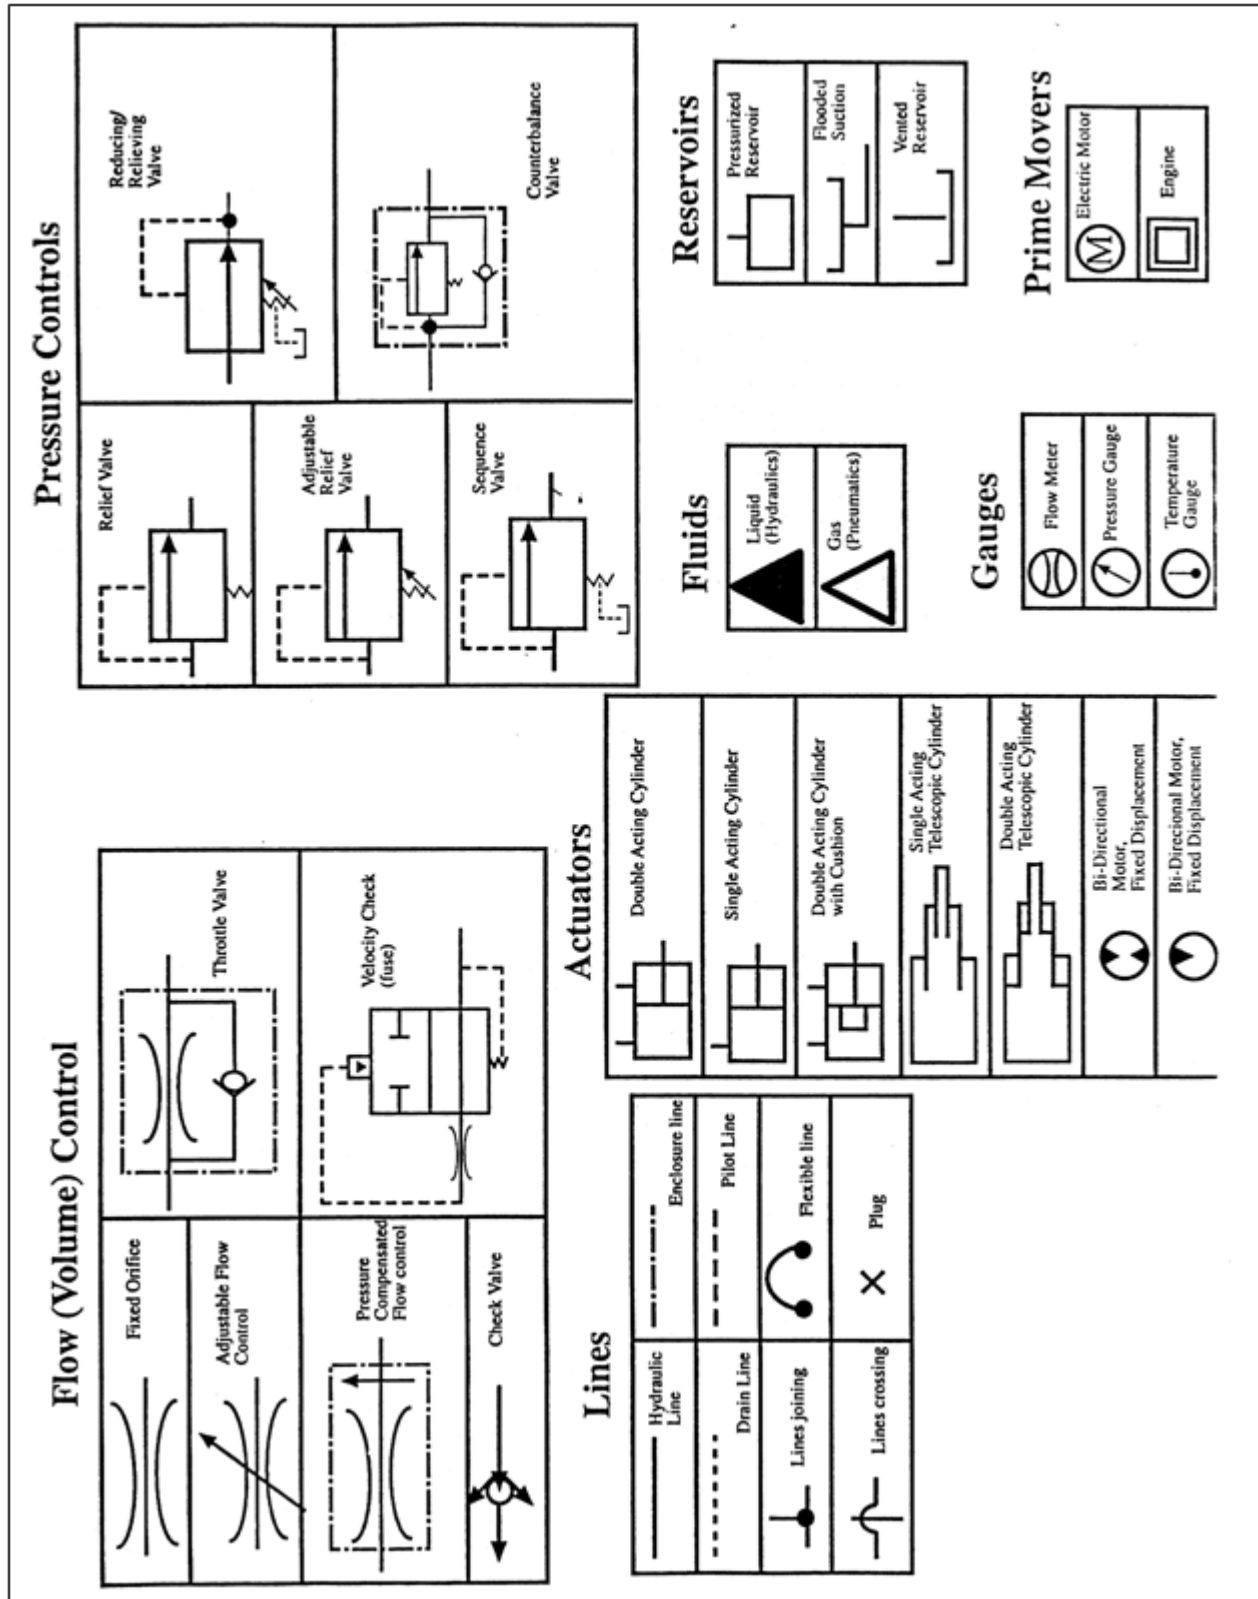 Flow (Volume) Control
Fixed Orifice
Adjustable Flow
Control
Pressure
Compensated
Flow control
Check Valve
Throttle Valve
Velocity Check
(fuse)
Pressure Controls
Relief Valve
Adjustable
Relief
Valve
Sequence
Valve
Reducing/
Relieving
Valve
Counterbalance
Valve
Lines
Hydraulic
Line
Enclosure line
Drain Line
Pilot Line
Lines joining
Flexible line
Lines crossing
Plug
Actuators
Double Acting Cylinder
Single Acting Cylinder
Double Acting Cylinder
with Cushion
Single Acting
Telescopic Cylinder
Double Acting
Telescopic Cylinder
Bi-Directional
Motor,
Fixed Displacement
Bi-Direcional Motor,
Fixed Displacement
Fluids
Liquid
(Hydraulics)
Gas
(Pneumatics)
Reservoirs
Pressurized
Reservoir
Flooded
Suction
Vented
Reservoir
Gauges
Flow Meter
Pressure Gauge
Temperature
Gauge
Prime Movers
M
Electric Motor
Engine